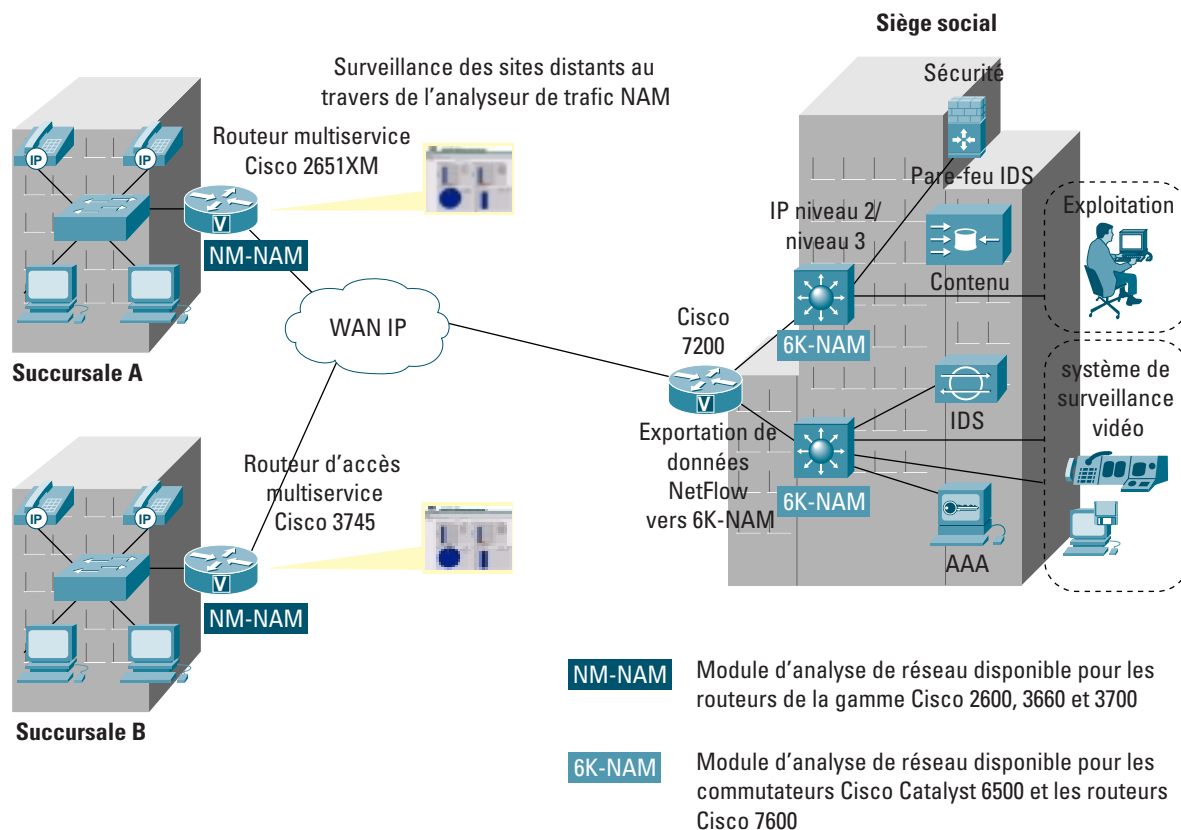 Siège social
Surveillance des sites distants au
travers de l'analyseur de trafic NAM
Sécurité
Routeur multiservice
Cisco 2651XM
IP
IP
V
NM-NAM
Succursale A
WAN IP
Pare-feu IDS
IP niveau 2/
niveau 3
Exploitation
Contenu
Cisco
7200
6K-NAM
V
Exportation de
données
NetFlow
vers 6K-NAM
6K-NAM
IDS
AAA
système de
surveillance
vidéo
Routeur d'accès
multiservice
Cisco 3745
IP
IP
V
NM-NAM
Succursale B
NM-NAM
Module d'analyse de réseau disponible pour les
routeurs de la gamme Cisco 2600, 3660 et 3700
6K-NAM
Module d'analyse de réseau disponible pour les
commutateurs Cisco Catalyst 6500 et les routeurs
Cisco 7600